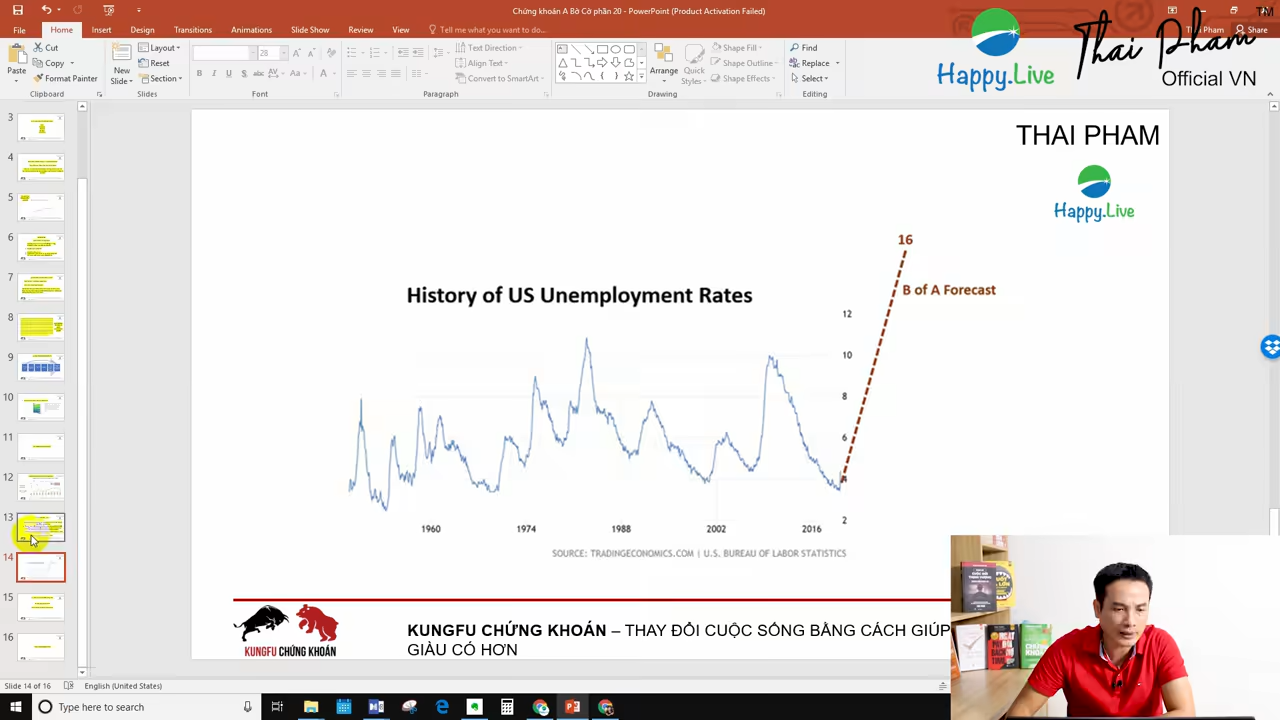 Chứng khoán A Bờ Cờ phần 20 - PowerPoint (Product Activation Failed)
TM
File Home Insert Design Transitions Animations Slide Show Review View Tell me what you want to do... Thai Pham Share
Cut
Copy
Format Painter
Paste
Clipboard
New Slide
Layout
Reset
Section
Slides
28
Font
Text Direction
Align Text
Convert to SmartArt
Paragraph
Arrange
Quick Styles
Shape Fill
Shape Outline
Shape Effects
Drawing
Find
Replace
Select
Editing
Happy.Live
Thai Pham
Official VN
3
4
5
6
7
8
9
10
11
12
13
14
15
16
THAI PHAM
Happy.Live
16
B of A Forecast
History of US Unemployment Rates
12
10
8
6
4
2
1960 1974 1988 2002 2016
SOURCE: TRADINGECONOMICS.COM | U.S. BUREAU OF LABOR STATISTICS
KUNGFU CHỨNG KHOÁN
KUNGFU CHỨNG KHOÁN – THAY ĐỔI CUỘC SỐNG BẰNG CÁCH GIÚP
GIÀU CÓ HƠN
Slide 14 of 16 English (United States)
Type here to search